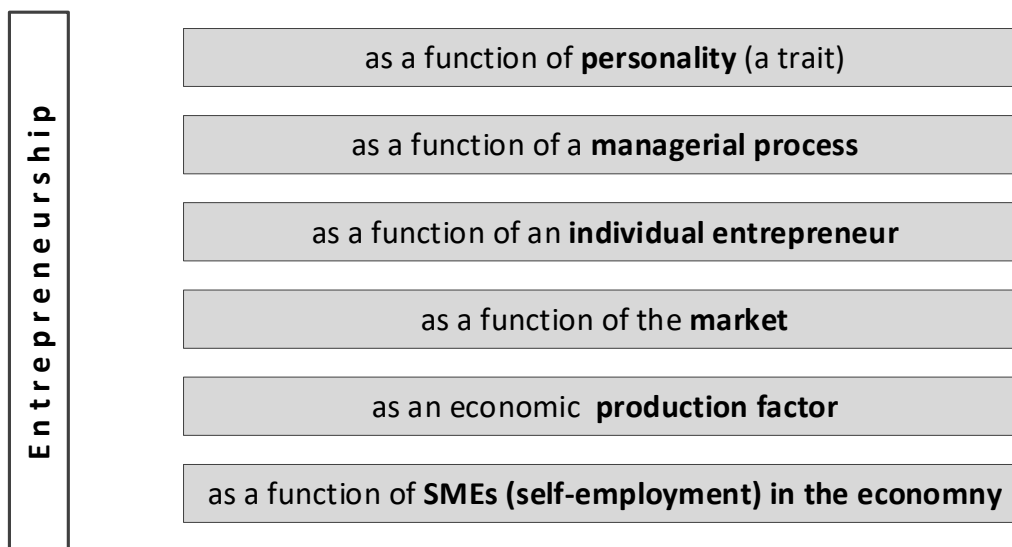 Entrepreneurship
as a function of personality (a trait)
as a function of a managerial process
as a function of an individual entrepreneur
as a function of the market
as an economic production factor
as a function of SMEs (self-employment) in the economny